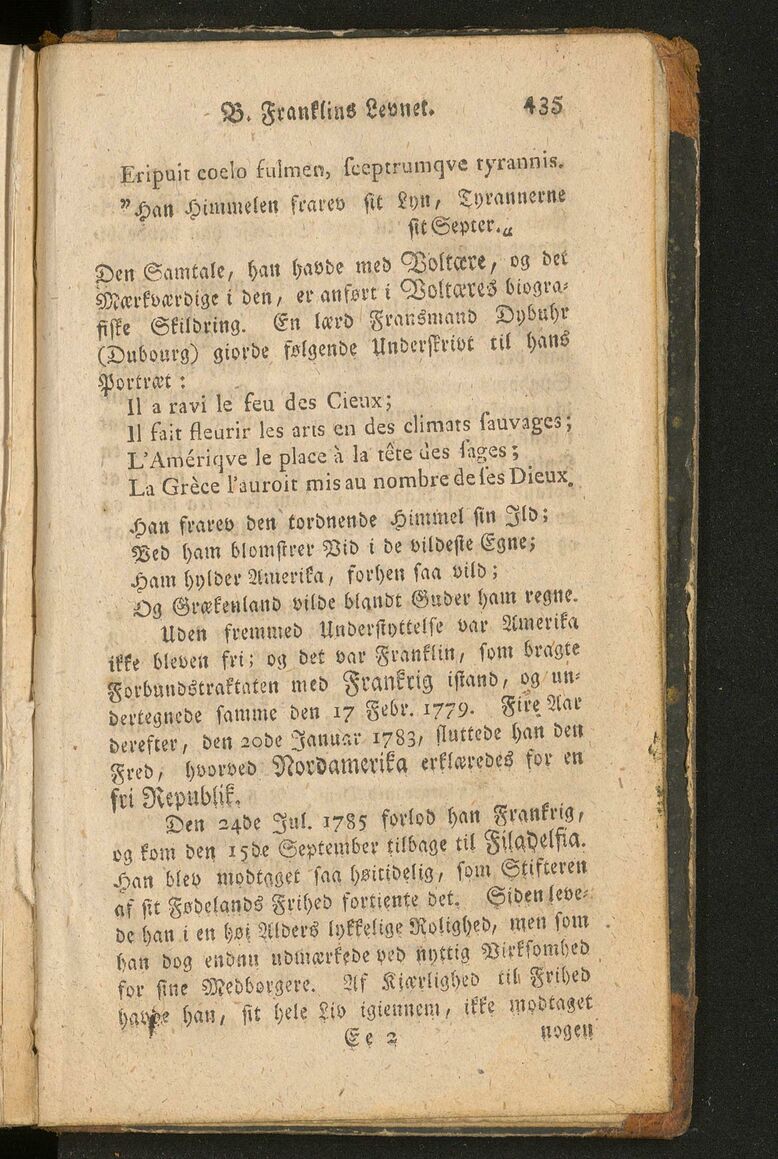 B. Franklins Levnet. 435
Eripuit coelo fulmen, sceptrumqve tyrannis.
"Han Himmelen frarev sit Lyn, Tyrannerne
sit Septer.„
Den Samtale, han havde med Voltære, og det
Mærkværdige i den, er anført i Voltæres biogra-
fiske Skildring. En lærd Fransmand Dybuhr
(Dubourg) giorde følgende Underskrivt til hans
Portræt:
Il a ravi le feu des Cieux;
Il fait fleurir les arts en des climats sauvages;
L'Amériqve le place à la tête des sages;
La Grèce l'auroit mis au nombre de ses Dieux.
Han frarev den tordnende Himmel sin Ild;
Ved ham blomstrer Vid i de vildeste Egne;
Ham hylder Amerika, forhen saa vild;
Og Grækenland vilde blandt Guder ham regne.
Uden fremmed Understyttelse var Amerika
ikke bleven fri; og det var Franklin, som bragte
Forbundstraktaten med Frankrig istand, og un-
dertegnede samme den 17 Febr. 1779. Fire Aar
derefter, den 20de Januar 1783, sluttede han den
Fred, hvorved Nordamerika erklæredes for en
fri Republik.
Den 24de Jul. 1785 forlod han Frankrig,
og kom den 15de September tilbage til Filadelfia.
Han blev modtaget saa høitidelig, som Stifteren
af sit Fødelands Frihed fortiente det. Siden leve-
de han i en høj Alders lykkelige Rolighed, men som
han dog endnu udmærkede ved nyttig Virksomhed
for sine Medborgere. Af Kjærlighed til Frihed
havde han, sit hele Liv igiennem, ikke modtaget
Ee 2 nogen